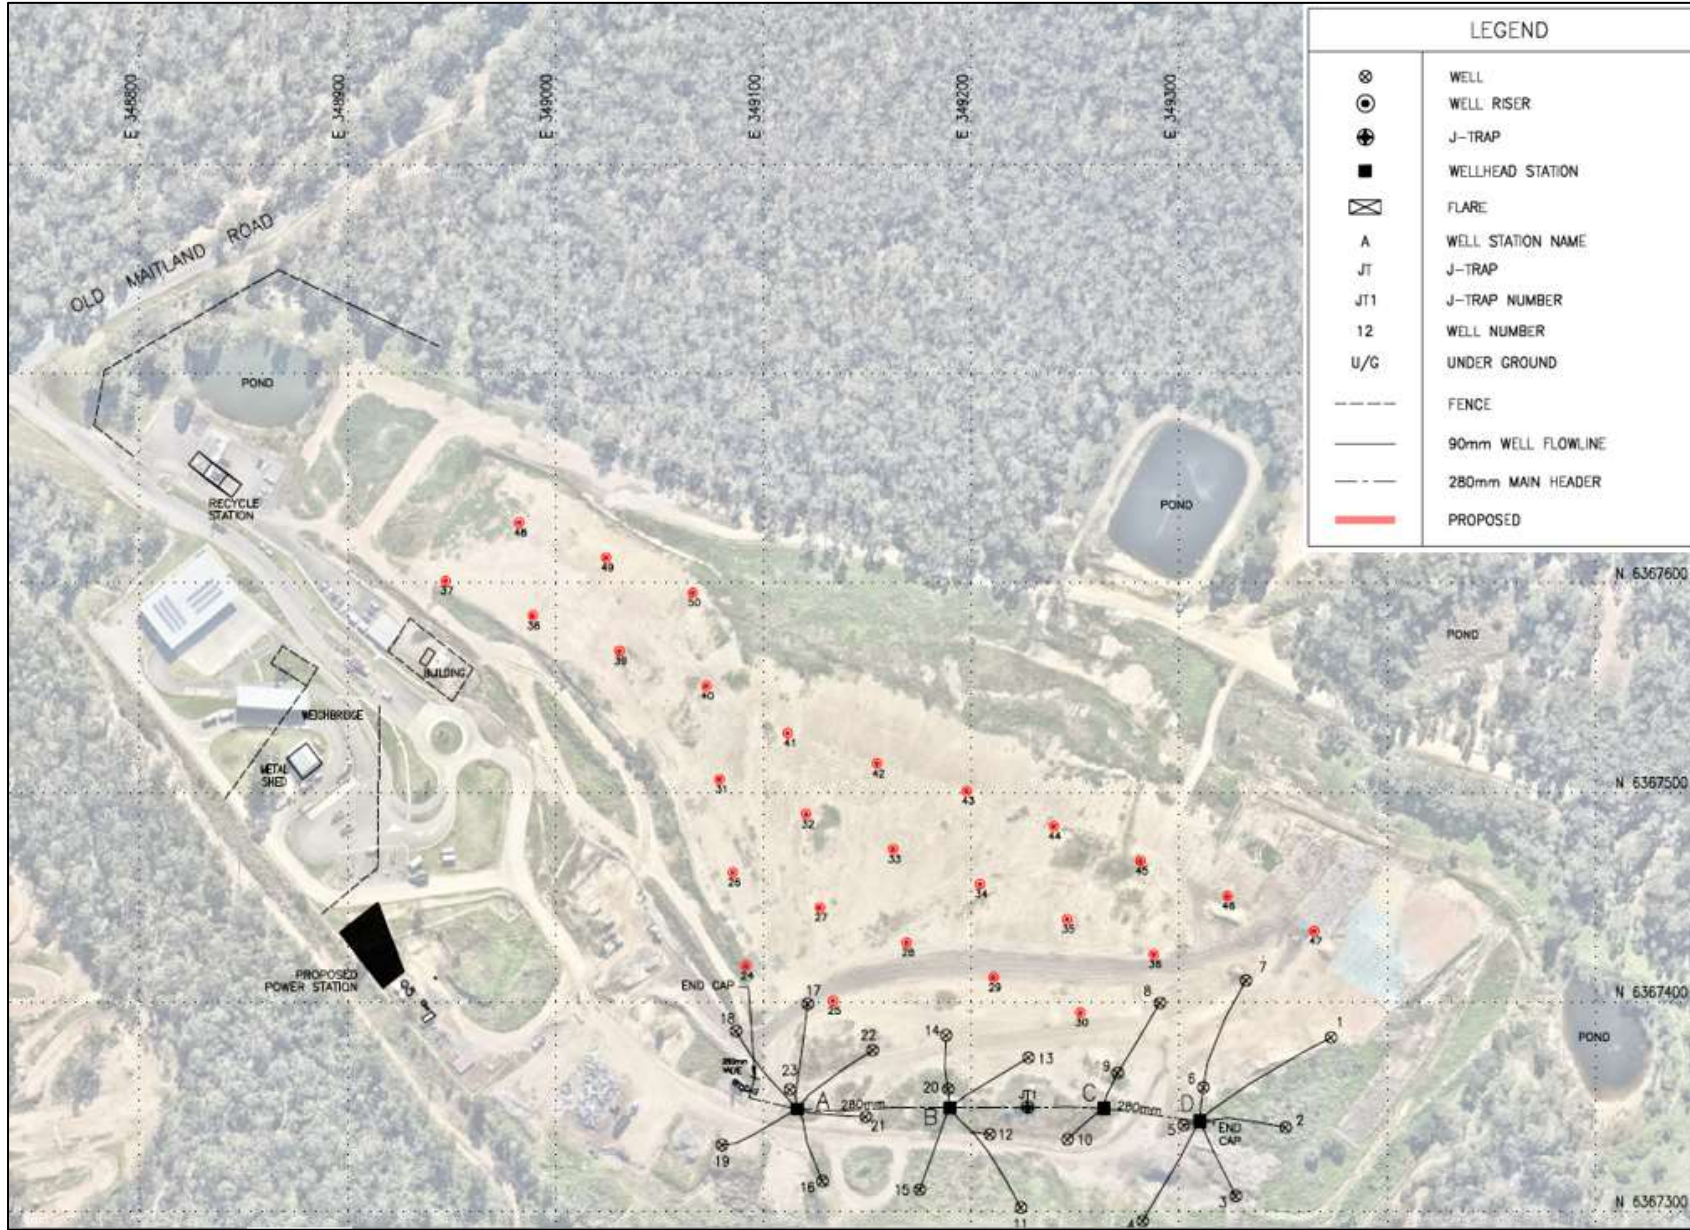 LEGEND
WELL
WELL RISER
J-TRAP
WELLHEAD STATION
FLARE
A WELL STATION NAME
JT J-TRAP
JT1 J-TRAP NUMBER
12 WELL NUMBER
U/G UNDER GROUND
FENCE
90mm WELL FLOWLINE
280mm MAIN HEADER
PROPOSED
E 348800
E 348900
E 349000
E 349100
E 349200
E 349300
OLD MAITLAND ROAD
POND
RECYCLE
STATION
POND
N 6367600
POND
BUILDING
WEIGHBRIDGE
METAL
SHED
N 6367500
PROPOSED
POWER STATION
END CAP
N 6367400
POND
280mm
VALVE
A
280mm
B
JT1
C
280mm
D
END
CAP
N 6367300
48
49
50
37
38
39
40
41
42
43
44
45
46
47
31
32
33
34
35
36
26
27
28
29
30
24
25
17
18
22
14
13
8
7
1
23
20
9
6
21
12
10
5
2
19
16
15
11
4
3